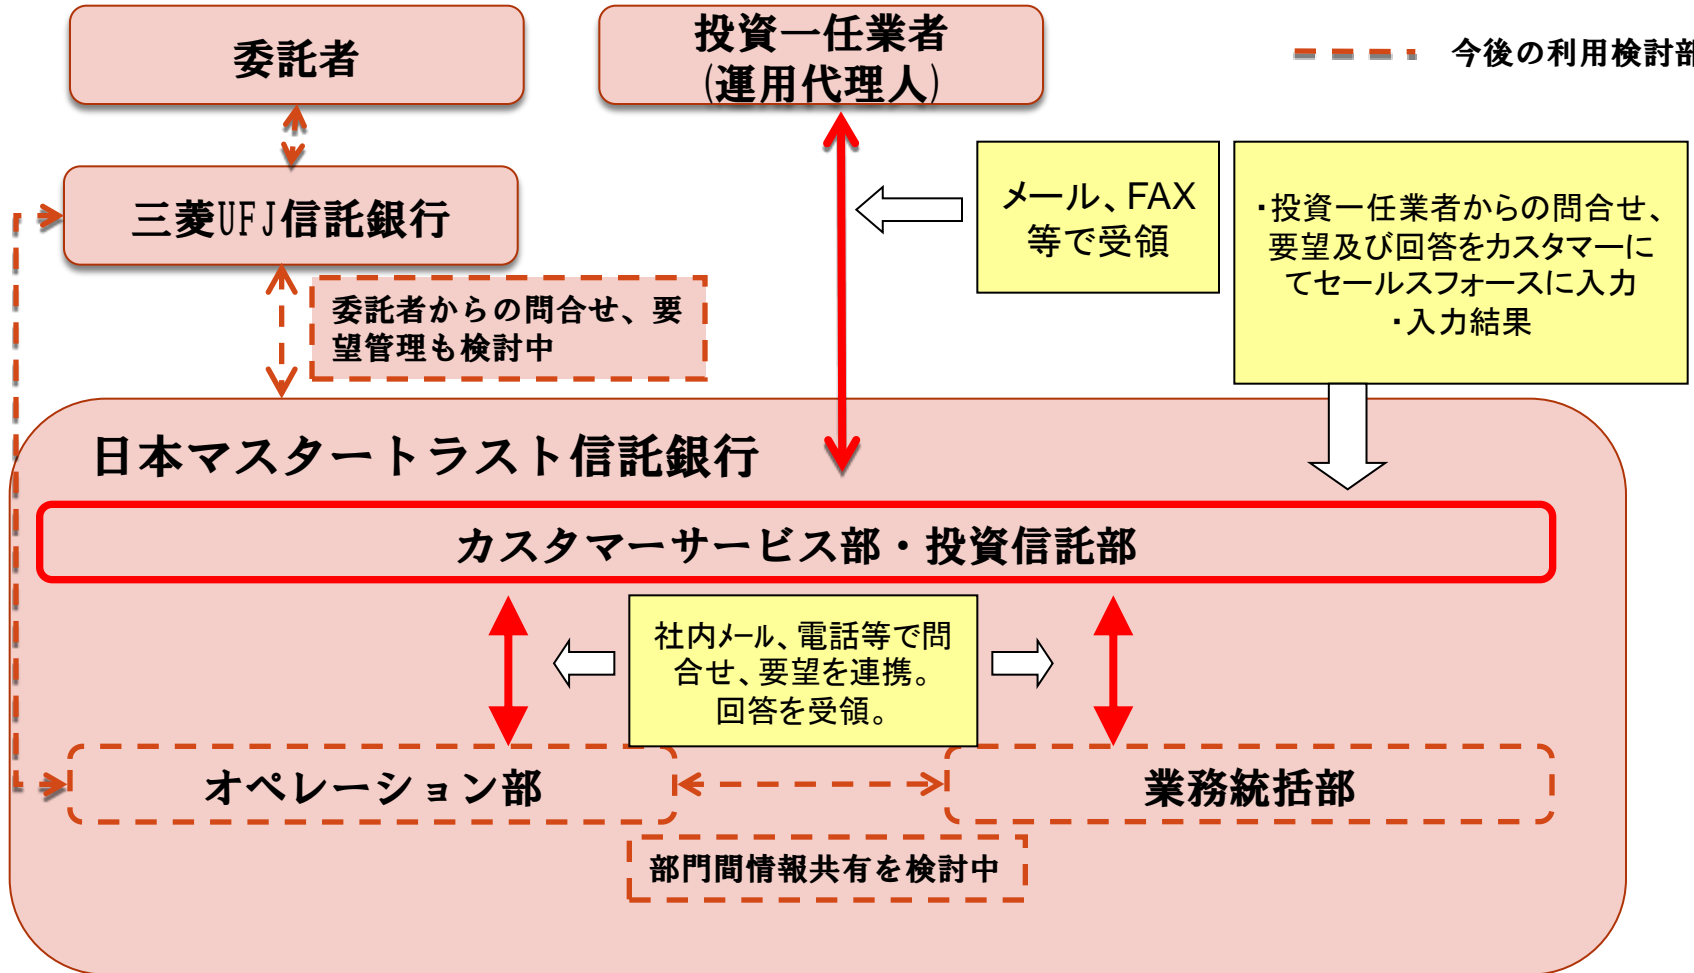 委託者
投資一任業者
(運用代理人)
今後の利用検討部
三菱UFJ信託銀行
メール、FAX
等で受領
・投資一任業者からの問合せ、
要望及び回答をカスタマーに
てセールスフォースに入力
・入力結果
委託者からの問合せ、要
望管理も検討中
日本マスタートラスト信託銀行
カスタマーサービス部・投資信託部
社内メール、電話等で問
合せ、要望を連携。
回答を受領。
オペレーション部
業務統括部
部門間情報共有を検討中